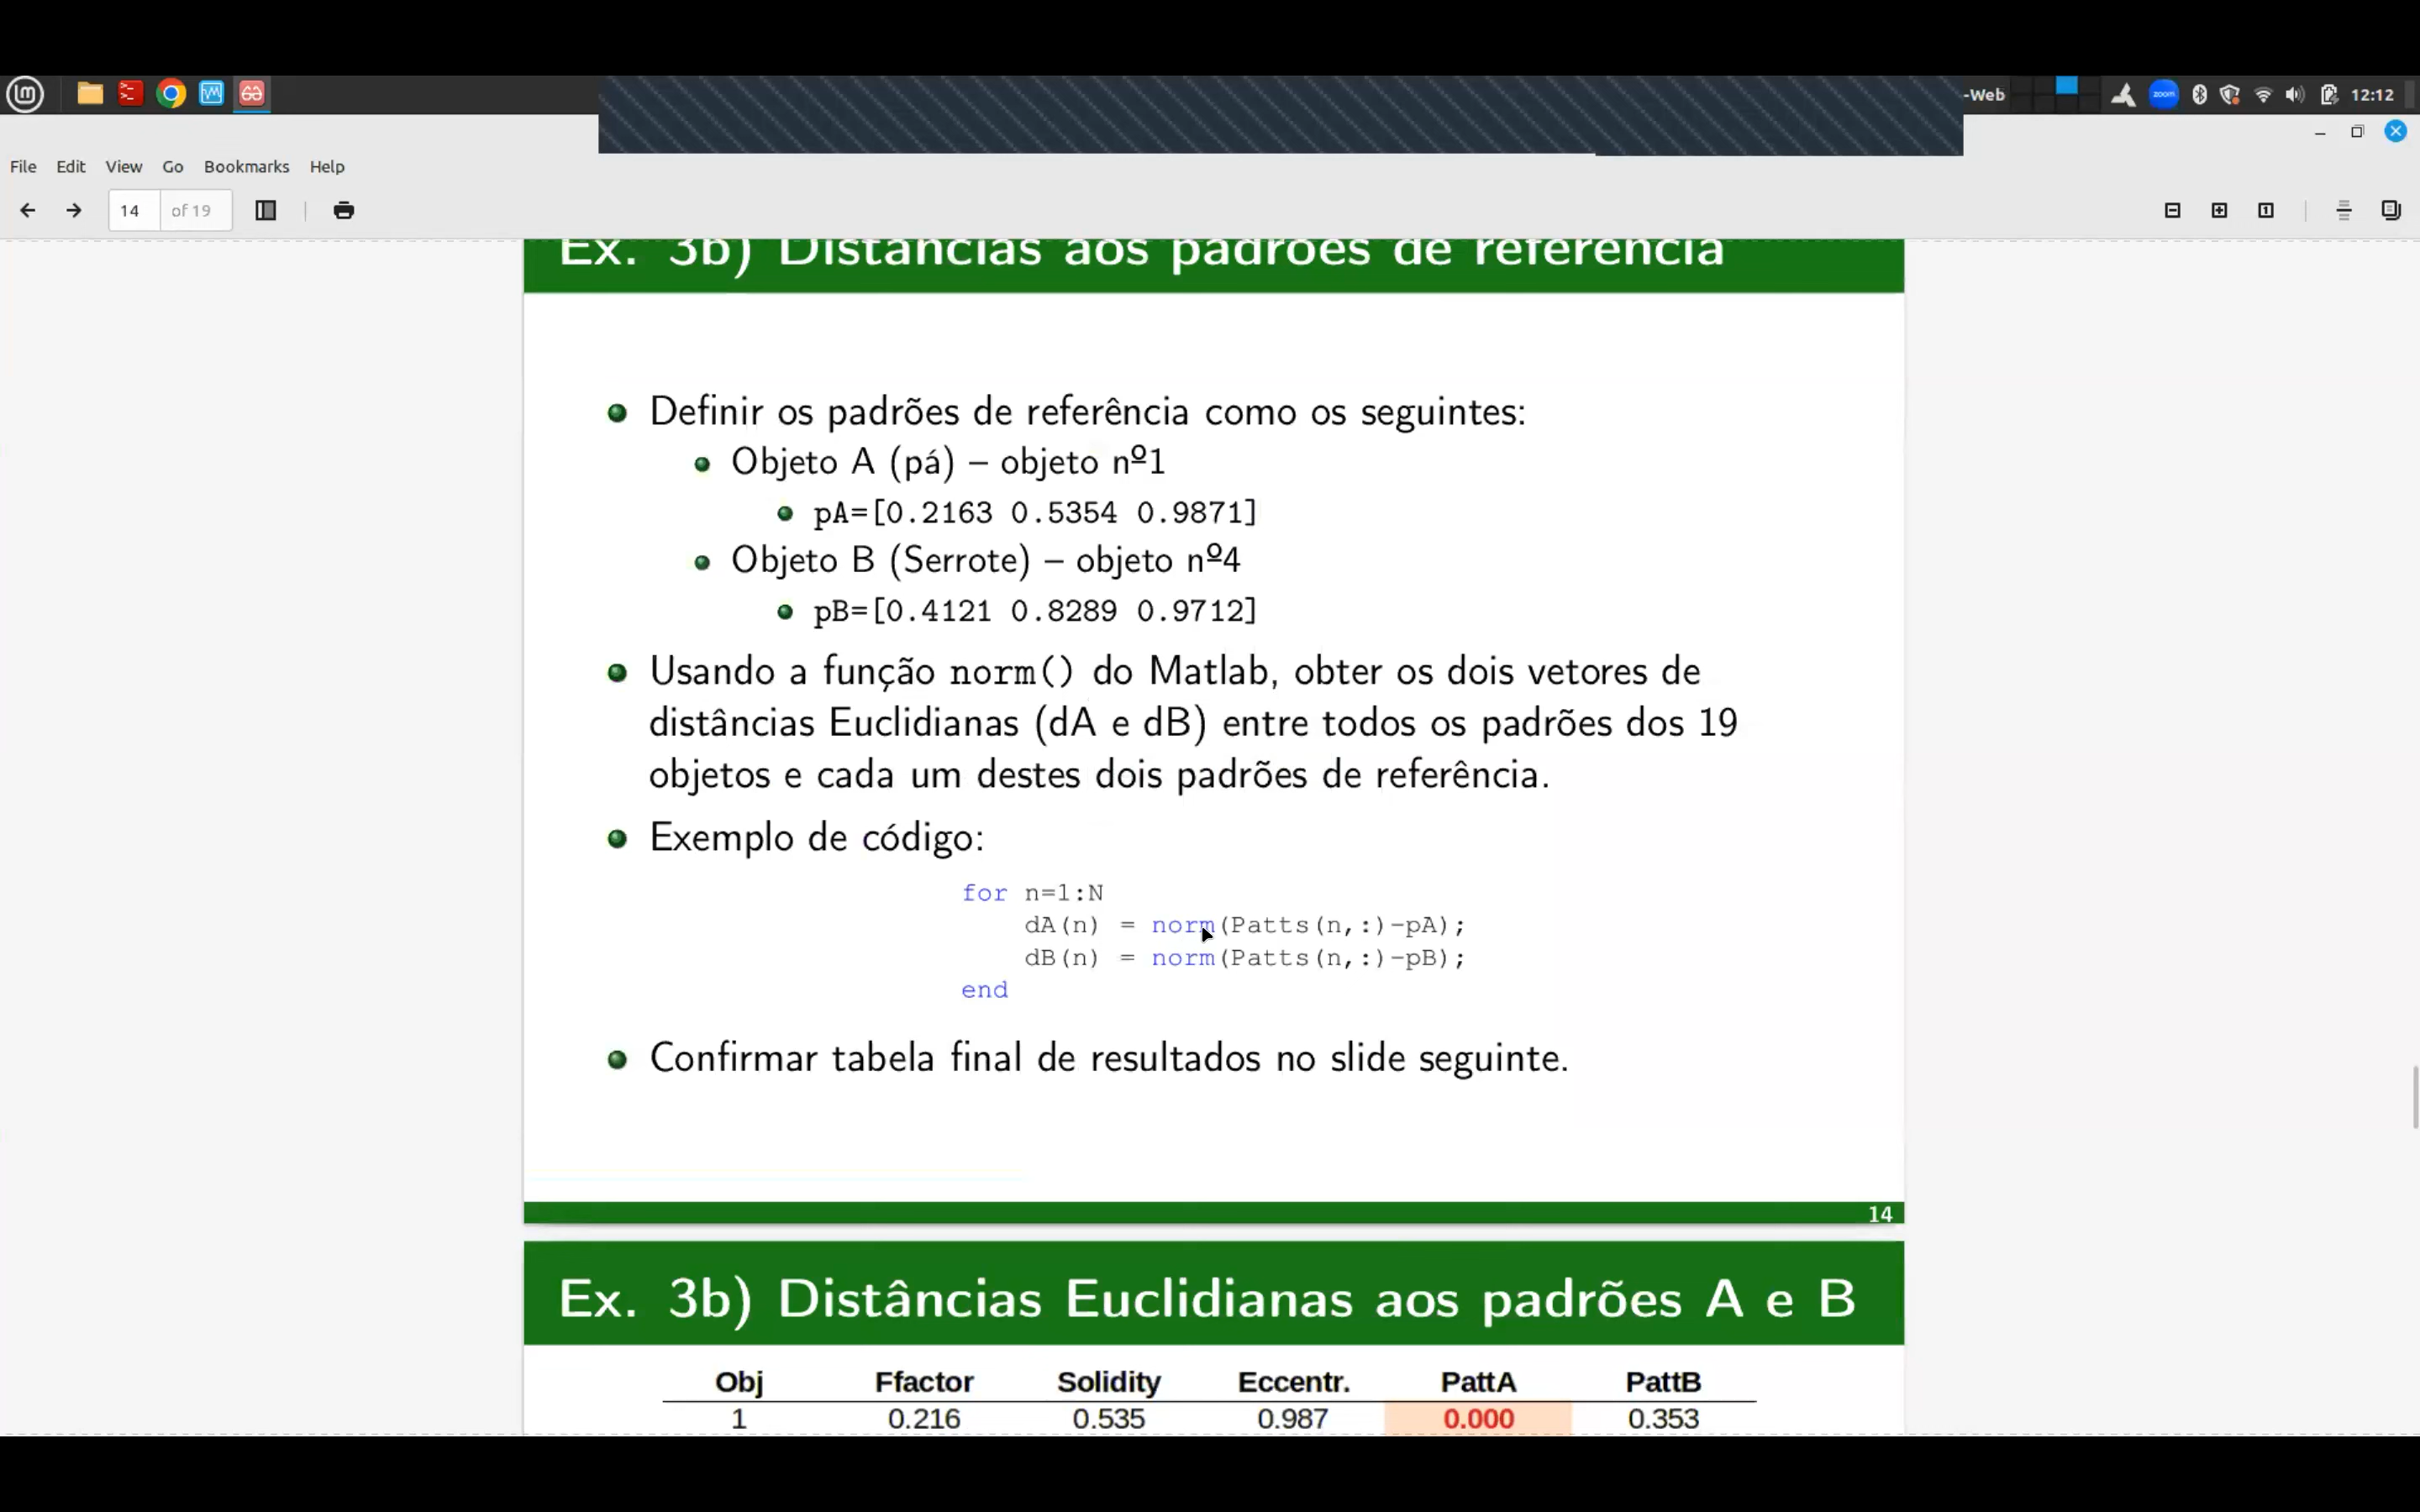 -Web
zoom
12:12
File Edit View Go Bookmarks Help
14 of 19
Ex. 3b) Distâncias aos padrões de referência
Definir os padrões de referência como os seguintes:
Objeto A (pá) – objeto nº1
pA=[0.2163 0.5354 0.9871]
Objeto B (Serrote) – objeto nº4
pB=[0.4121 0.8289 0.9712]
Usando a função norm() do Matlab, obter os dois vetores de
distâncias Euclidianas (dA e dB) entre todos os padrões dos 19
objetos e cada um destes dois padrões de referência.
Exemplo de código:
for n=1:N
dA(n) = norm(Patts(n,:)-pA);
dB(n) = norm(Patts(n,:)-pB);
end
Confirmar tabela final de resultados no slide seguinte.
14
Ex. 3b) Distâncias Euclidianas aos padrões A e B
Obj Ffactor Solidity Eccentr. PattA PattB
1 0.216 0.535 0.987 0.000 0.353